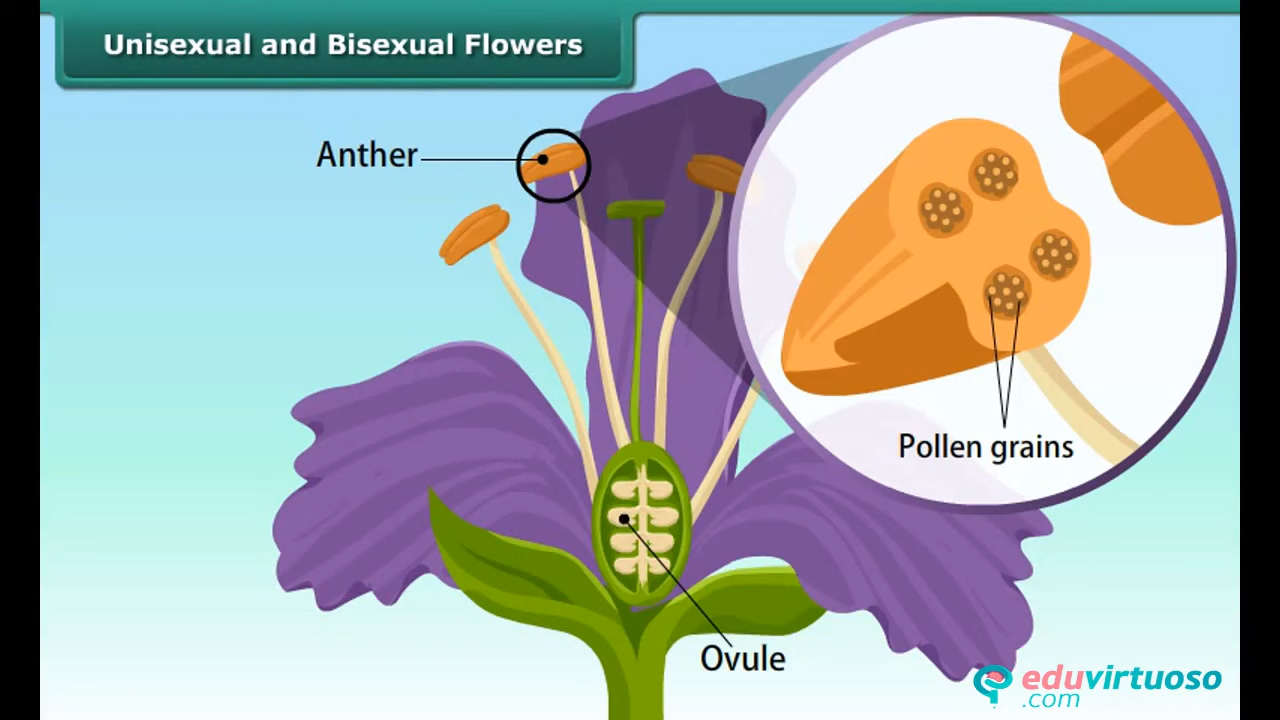 Unisexual and Bisexual Flowers
Anther
Pollen grains
Ovule
eduvirtuoso
.com